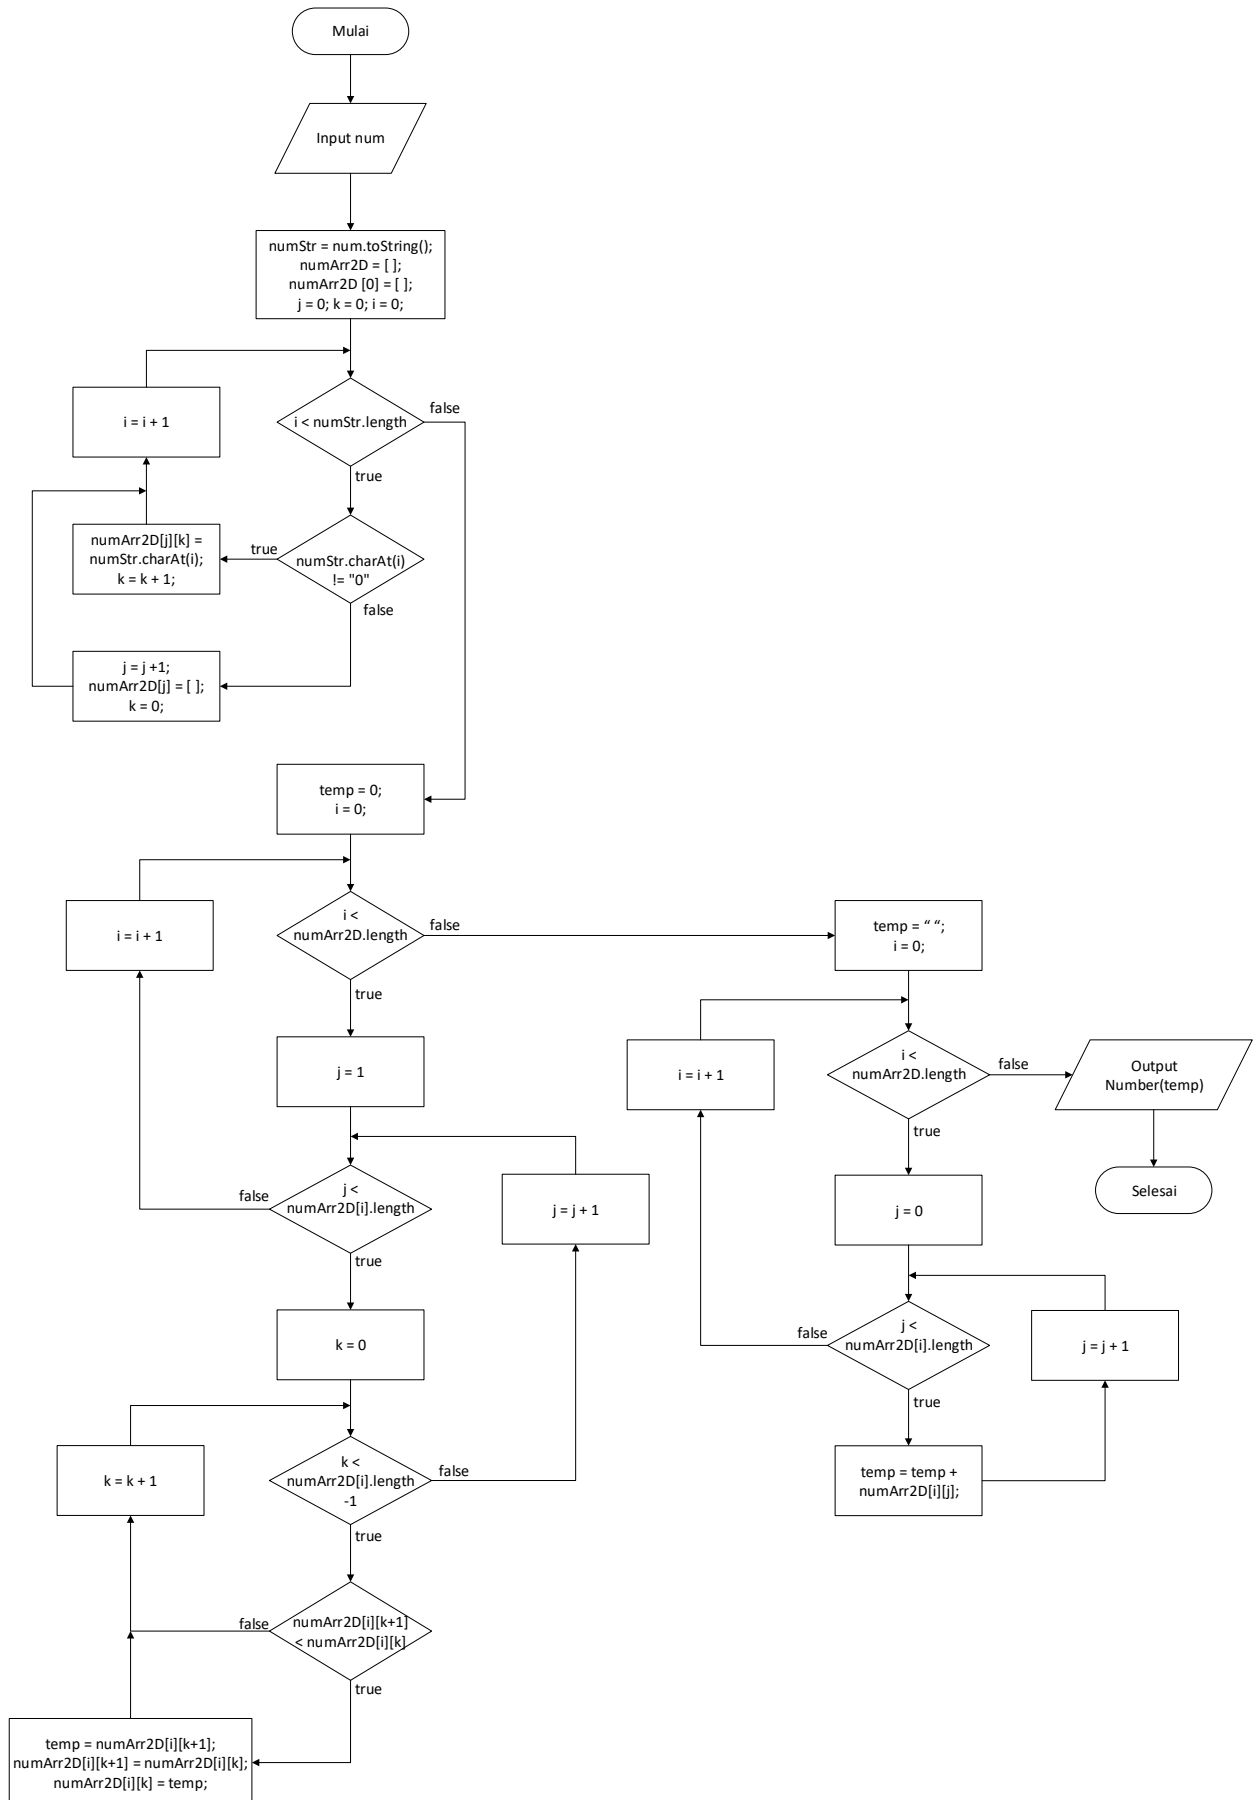 Mulai
Input num
numStr = num.toString();
numArr2D = [ ];
numArr2D [0] = [ ];
j = 0; k = 0; i = 0;
i = i + 1
i < numStr.length
false
true
numArr2D[j][k] =
numStr.charAt(i);
k = k + 1;
true
numStr.charAt(i)
!= "0"
false
j = j +1;
numArr2D[j] = [ ];
k = 0;
temp = 0;
i = 0;
i = i + 1
i <
numArr2D.length
false
true
j = 1
false
j <
numArr2D[i].length
true
j = j + 1
k = 0
k = k + 1
k <
numArr2D[i].length
-1
false
true
false
numArr2D[i][k+1]
< numArr2D[i][k]
true
temp = numArr2D[i][k+1];
numArr2D[i][k+1] = numArr2D[i][k];
numArr2D[i][k] = temp;
temp = “ “;
i = 0;
i = i + 1
i <
numArr2D.length
false
true
Output
Number(temp)
Selesai
j = 0
false
j <
numArr2D[i].length
true
j = j + 1
temp = temp +
numArr2D[i][j];